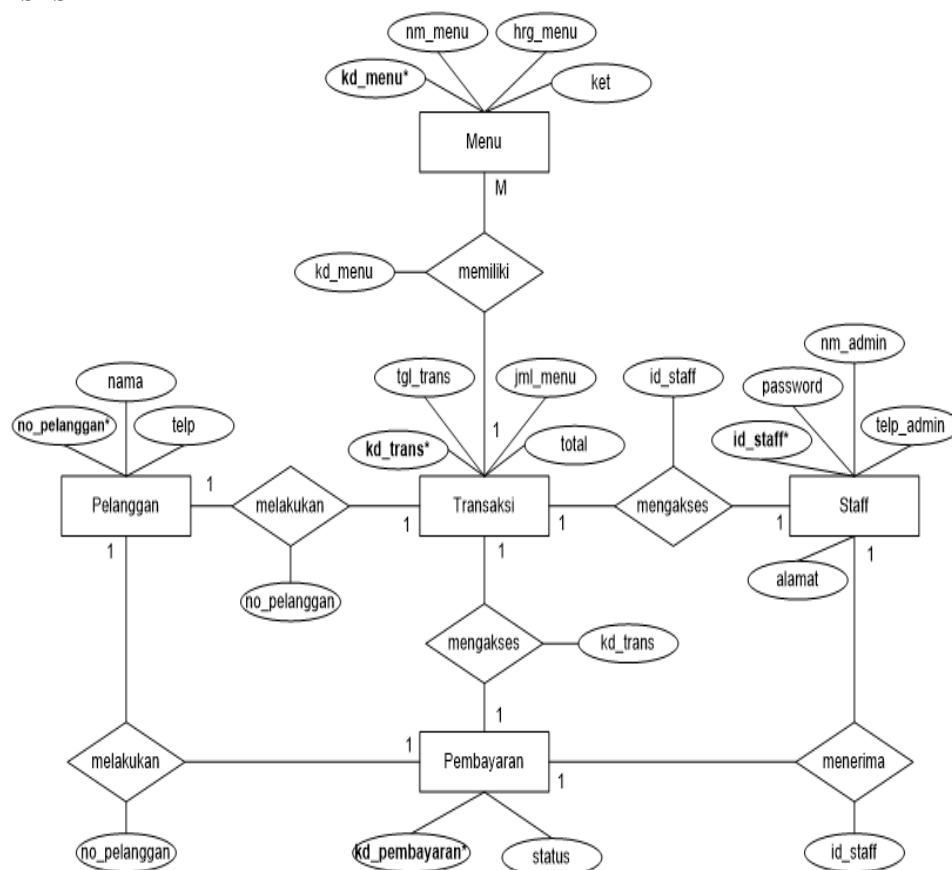 nm_menu
hrg_menu
kd_menu*
ket
Menu
M
kd_menu
memiliki
nm_admin
nama
tgl_trans
jml_menu
id_staff
password
no_pelanggan*
telp
1
kd_trans*
total
id_staff*
telp_admin
Pelanggan
1
melakukan
1
Transaksi
1
mengakses
1
Staff
1
1
1
alamat
no_pelanggan
mengakses
kd_trans
1
melakukan
1
Pembayaran
1
menerima
no_pelanggan
kd_pembayaran*
status
id_staff